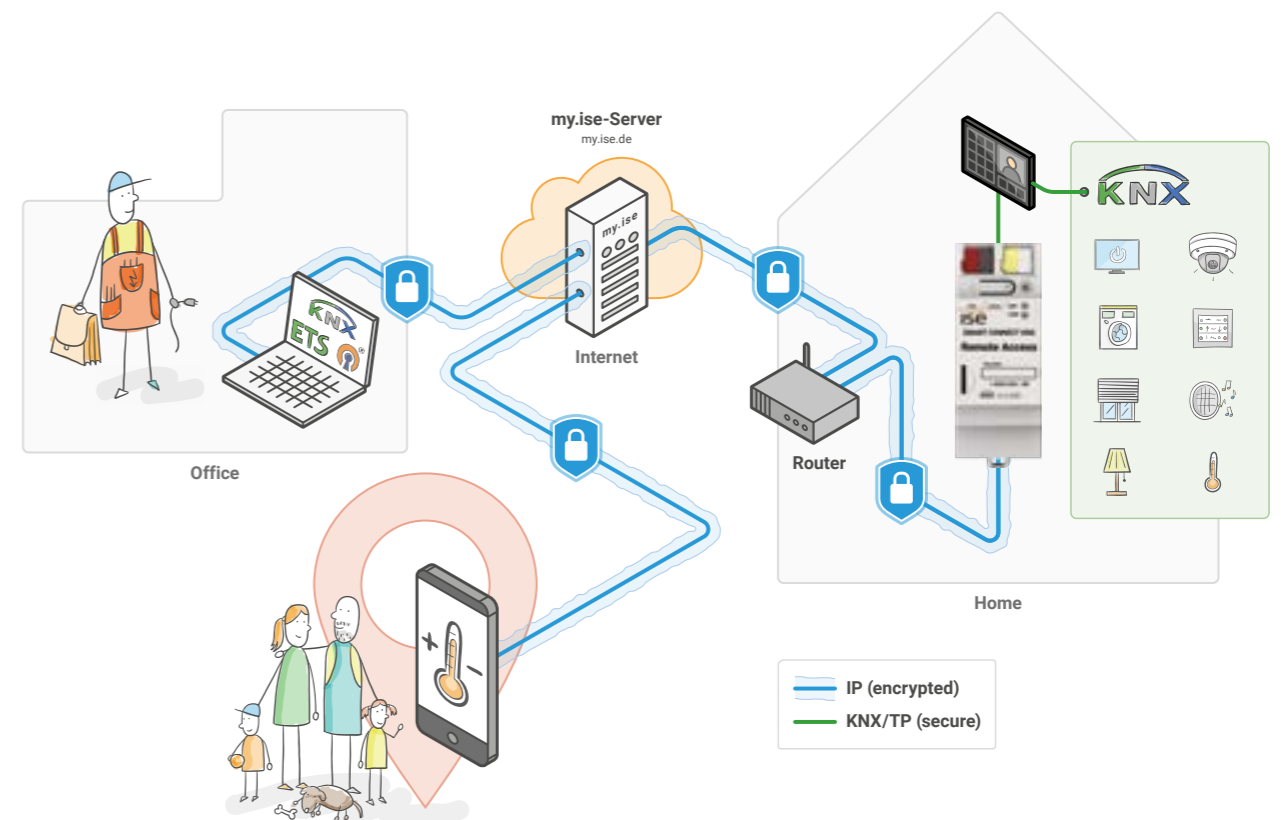 my.ise-Server
my.ise.de
my.ise
Internet
KNX
ETS
Office
KNX
ise
Remote Access
Router
Home
IP (encrypted)
KNX/TP (secure)